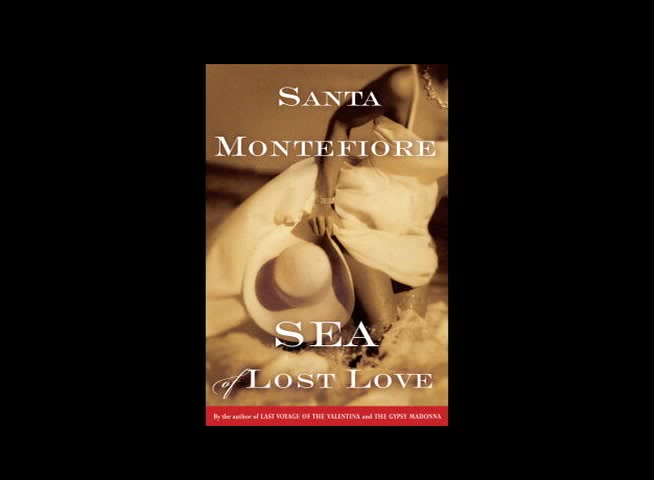 SANTA
MONTEFIORE
SEA
of LOST LOVE
By the author of LAST VOYAGE OF THE VALENTINA and THE GYPSY MADONNA